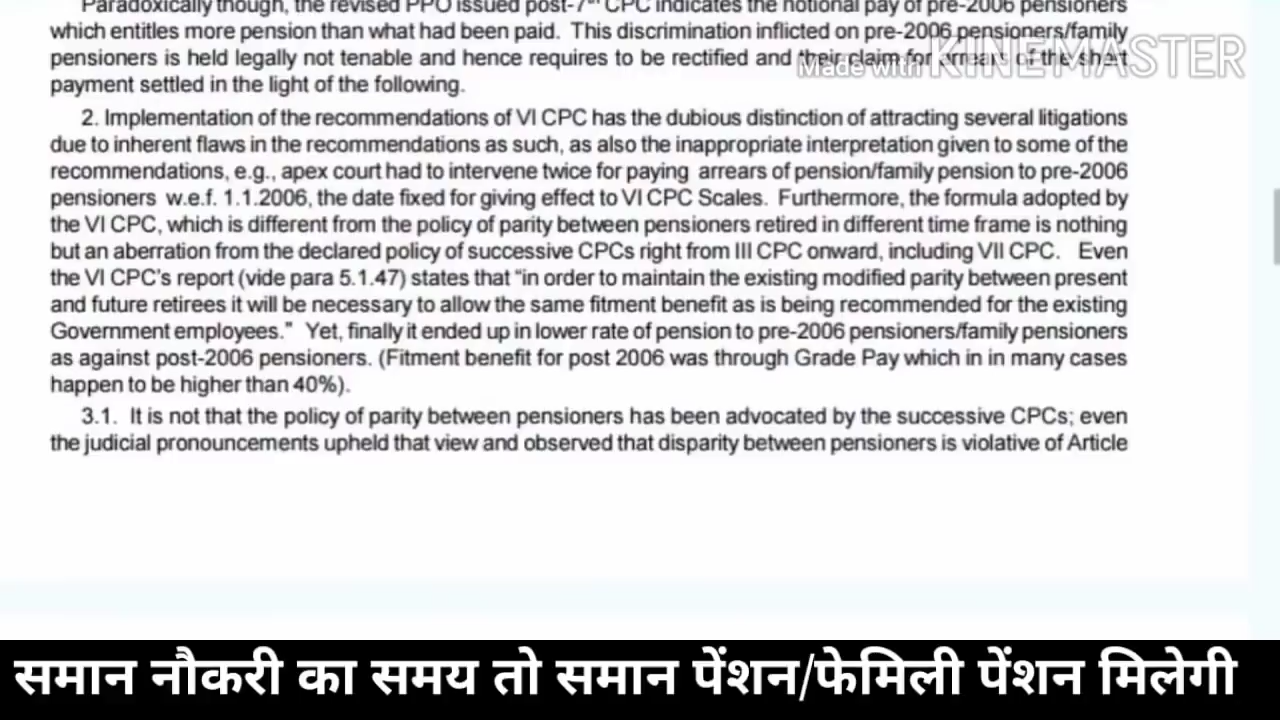 Paradoxically though, the revised PPO issued post-7th CPC indicates the notional pay of pre-2006 pensioners
which entitles more pension than what had been paid. This discrimination inflicted on pre-2006 pensioners/family
pensioners is held legally not tenable and hence requires to be rectified and their claim for arrears of the short
Made with KINEMASTER
payment settled in the light of the following.
2. Implementation of the recommendations of VI CPC has the dubious distinction of attracting several litigations
due to inherent flaws in the recommendations as such, as also the inappropriate interpretation given to some of the
recommendations, e.g., apex court had to intervene twice for paying arrears of pension/family pension to pre-2006
pensioners w.e.f. 1.1.2006, the date fixed for giving effect to VI CPC Scales. Furthermore, the formula adopted by
the VI CPC, which is different from the policy of parity between pensioners retired in different time frame is nothing
but an aberration from the declared policy of successive CPCs right from III CPC onward, including VII CPC. Even
the VI CPC's report (vide para 5.1.47) states that "in order to maintain the existing modified parity between present
and future retirees it will be necessary to allow the same fitment benefit as is being recommended for the existing
Government employees." Yet, finally it ended up in lower rate of pension to pre-2006 pensioners/family pensioners
as against post-2006 pensioners. (Fitment benefit for post 2006 was through Grade Pay which in in many cases
happen to be higher than 40%).
3.1. It is not that the policy of parity between pensioners has been advocated by the successive CPCs; even
the judicial pronouncements upheld that view and observed that disparity between pensioners is violative of Article
समान नौकरी का समय तो समान पेंशन/फेमिली पेंशन मिलेगी